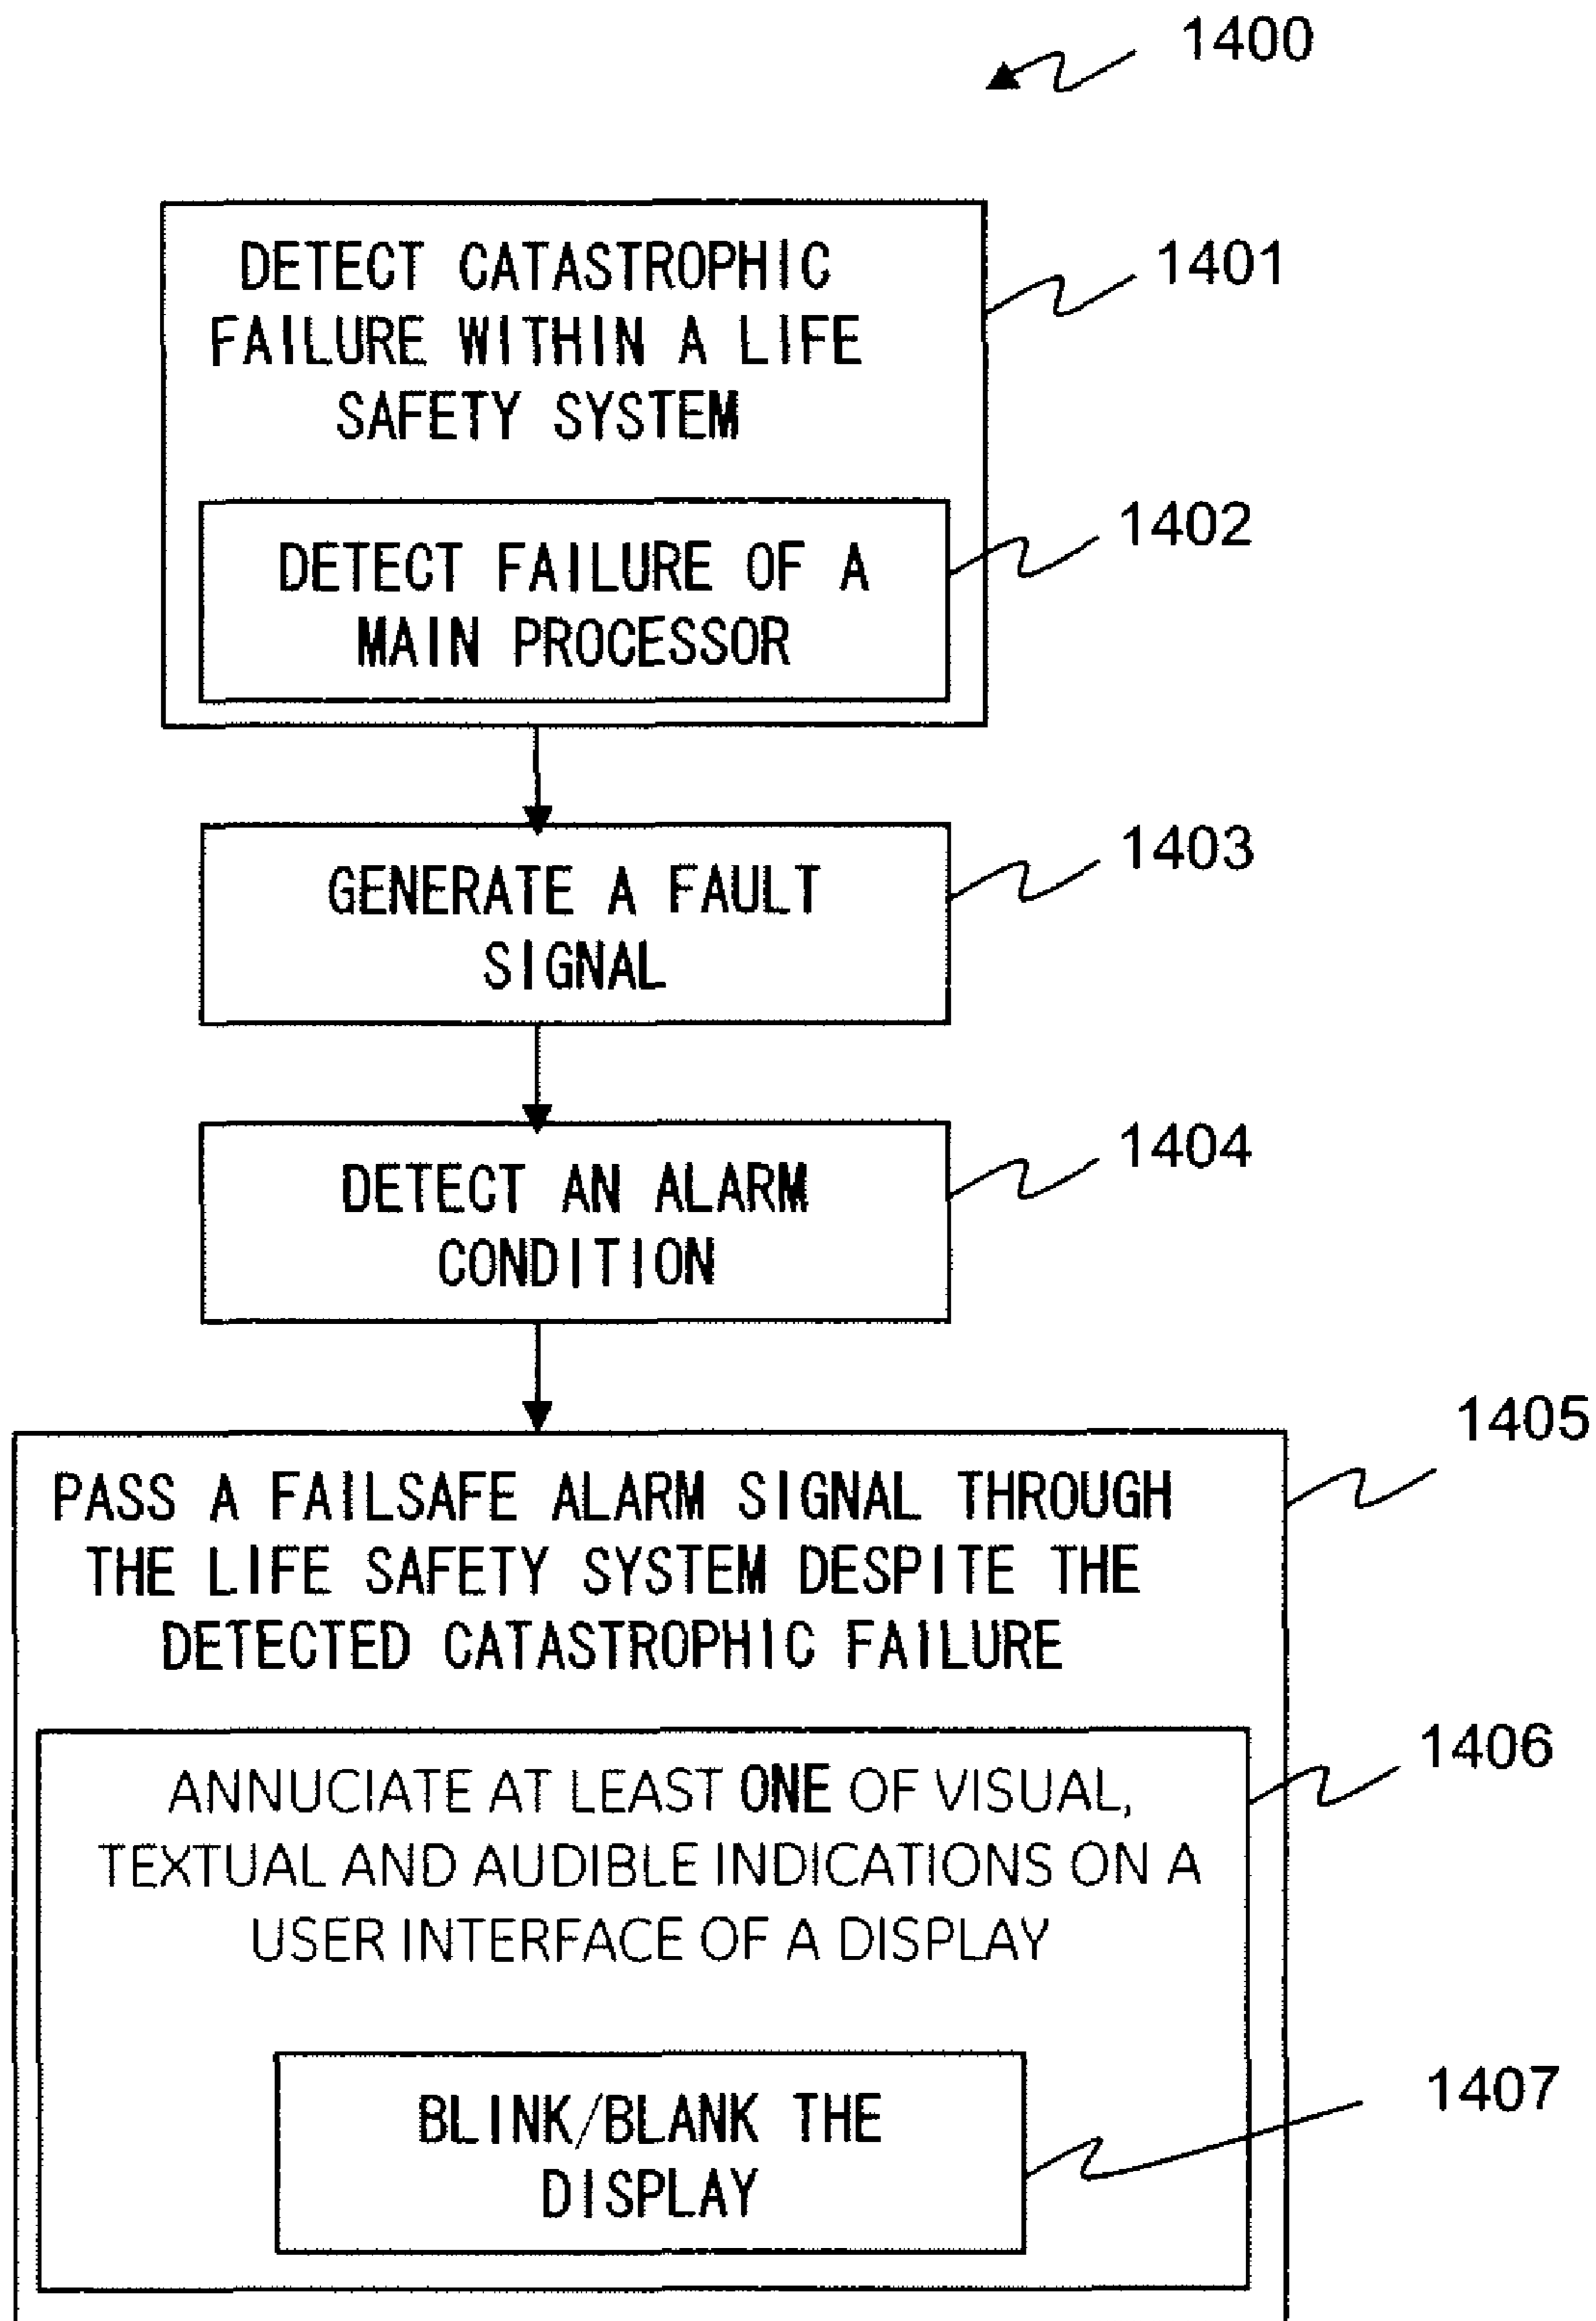 1400
DETECT CATASTROPHIC
FAILURE WITHIN A LIFE
SAFETY SYSTEM
1401
DETECT FAILURE OF A
MAIN PROCESSOR
1402
GENERATE A FAULT
SIGNAL
1403
DETECT AN ALARM
CONDITION
1404
PASS A FAILSAFE ALARM SIGNAL THROUGH
THE LIFE SAFETY SYSTEM DESPITE THE
DETECTED CATASTROPHIC FAILURE
1405
ANNUCIATE AT LEAST ONE OF VISUAL,
TEXTUAL AND AUDIBLE INDICATIONS ON A
USER INTERFACE OF A DISPLAY
1406
BLINK/BLANK THE
DISPLAY
1407